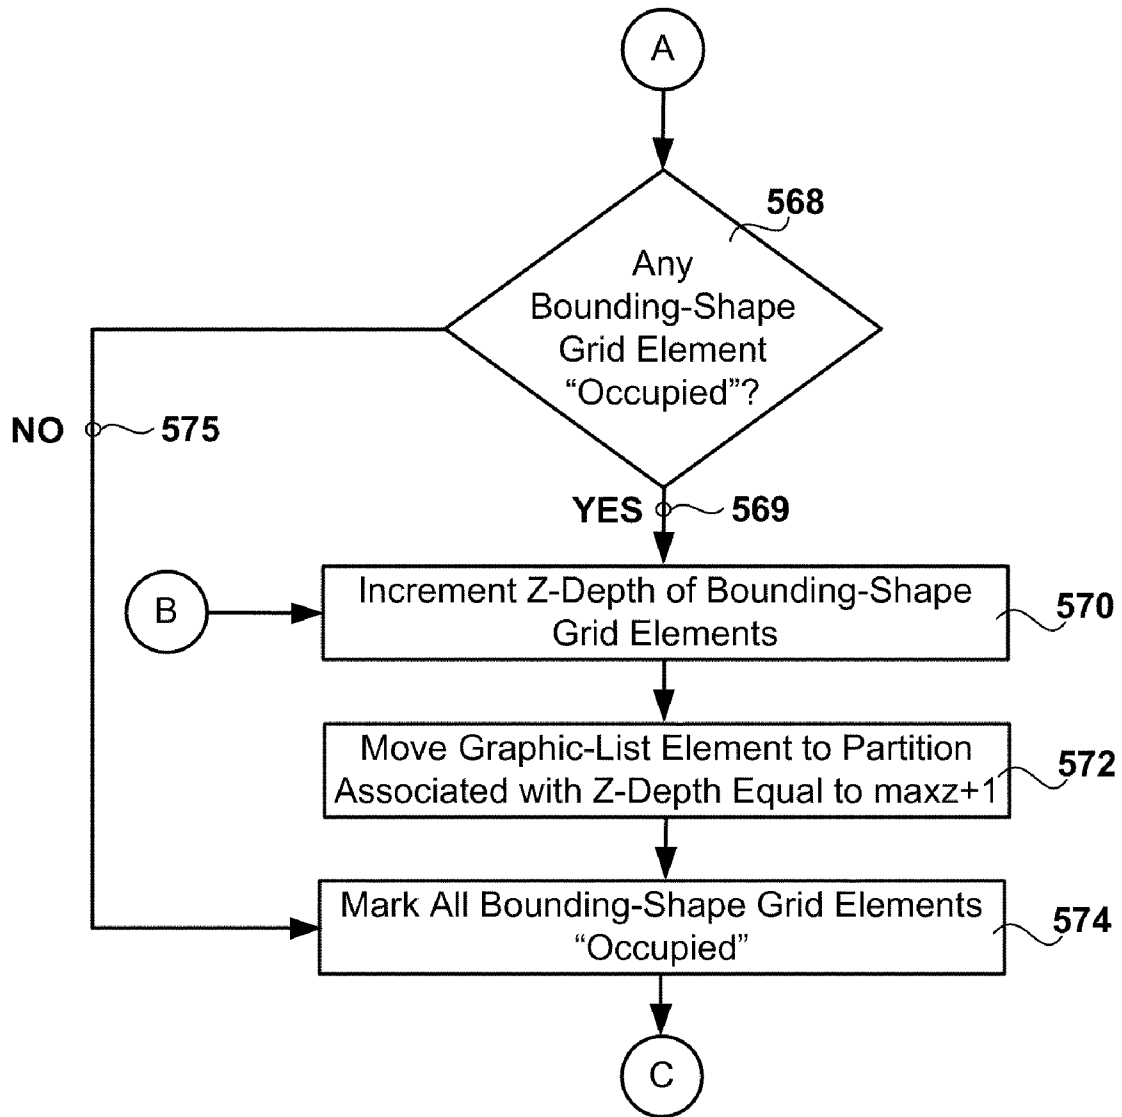 A
568
Any
Bounding-Shape
Grid Element
“Occupied”?
NO
575
YES
569
B
Increment Z-Depth of Bounding-Shape
Grid Elements
570
Move Graphic-List Element to Partition
Associated with Z-Depth Equal to maxz+1
572
Mark All Bounding-Shape Grid Elements
“Occupied”
574
C